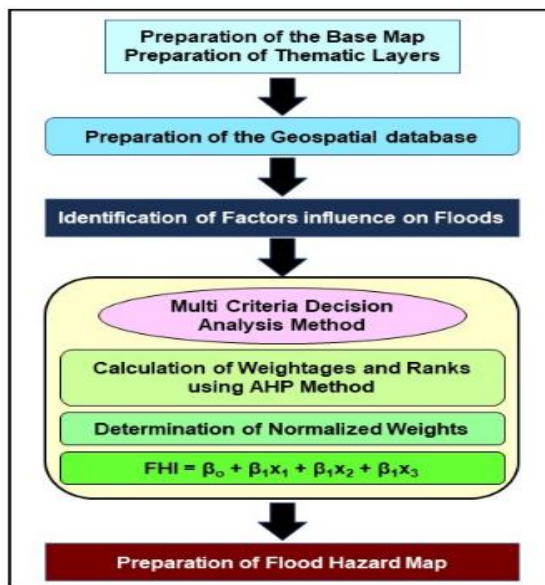 Preparation of the Base Map
Preparation of Thematic Layers
Preparation of the Geospatial database
Identification of Factors influence on Floods
Multi Criteria Decision
Analysis Method
Calculation of Weightages and Ranks
using AHP Method
Determination of Normalized Weights
FHI = β₀ + β₁x₁ + β₁x₂ + β₁x₃
Preparation of Flood Hazard Map